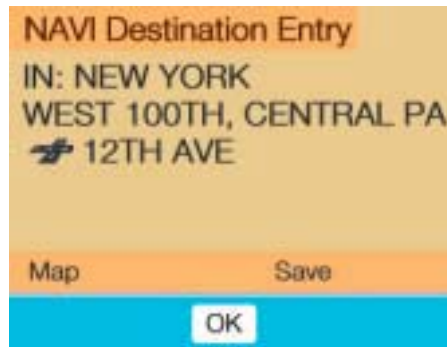 NAVI Destination Entry
IN: NEW YORK
WEST 100TH, CENTRAL PA
12TH AVE
Map Save
OK